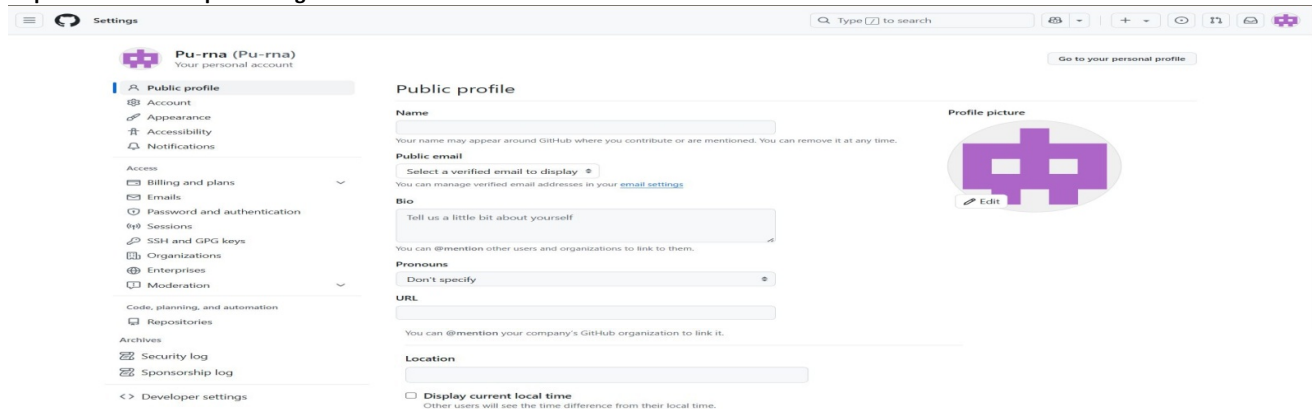 Settings
Type / to search
Pu-rna (Pu-rna)
Your personal account
Go to your personal profile
Public profile
Account
Appearance
Accessibility
Notifications
Access
Billing and plans
Emails
Password and authentication
Sessions
SSH and GPG keys
Organizations
Enterprises
Moderation
Code, planning, and automation
Repositories
Archives
Security log
Sponsorship log
<> Developer settings
Public profile
Name
Your name may appear around GitHub where you contribute or are mentioned. You can remove it at any time.
Public email
Select a verified email to display
You can manage verified email addresses in your email settings
Bio
Tell us a little bit about yourself
You can @mention other users and organizations to link to them.
Pronouns
Don't specify
URL
You can @mention your company's GitHub organization to link it.
Location
Display current local time
Other users will see the time difference from their local time.
Profile picture
Edit